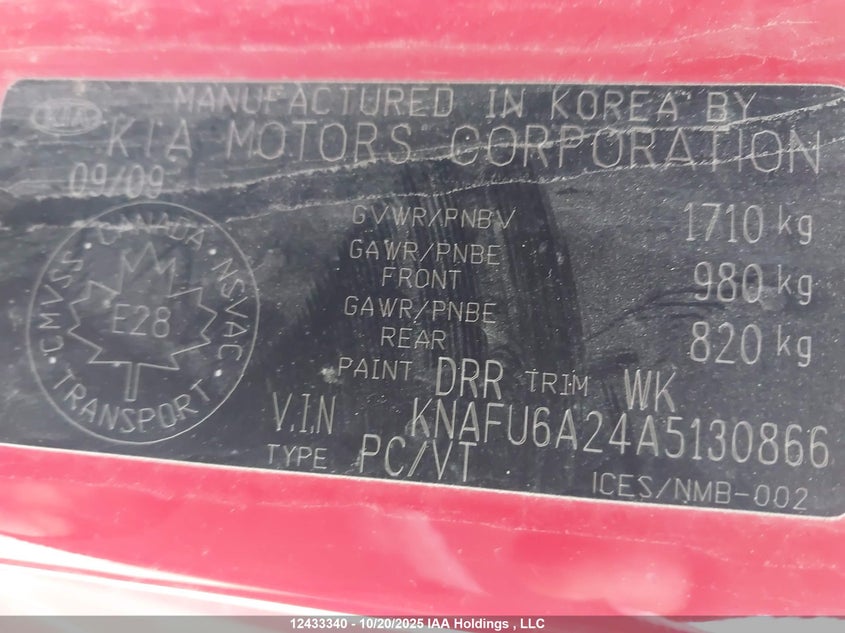 KIA
MANUFACTURED IN KOREA BY
KIA MOTORS CORPORATION
09/09
GVWR/PNBV 1710 kg
GAWR/PNBE
FRONT 980 kg
GAWR/PNBE
REAR 820 kg
CMVSS CANADA NSVAC
E28
TRANSPORT
PAINT DRR TRIM WK
V.I.N KNAFU6A24A5130866
TYPE PC/VT
ICES/NMB-002
12433340 - 10/20/2025 IAA Holdings , LLC